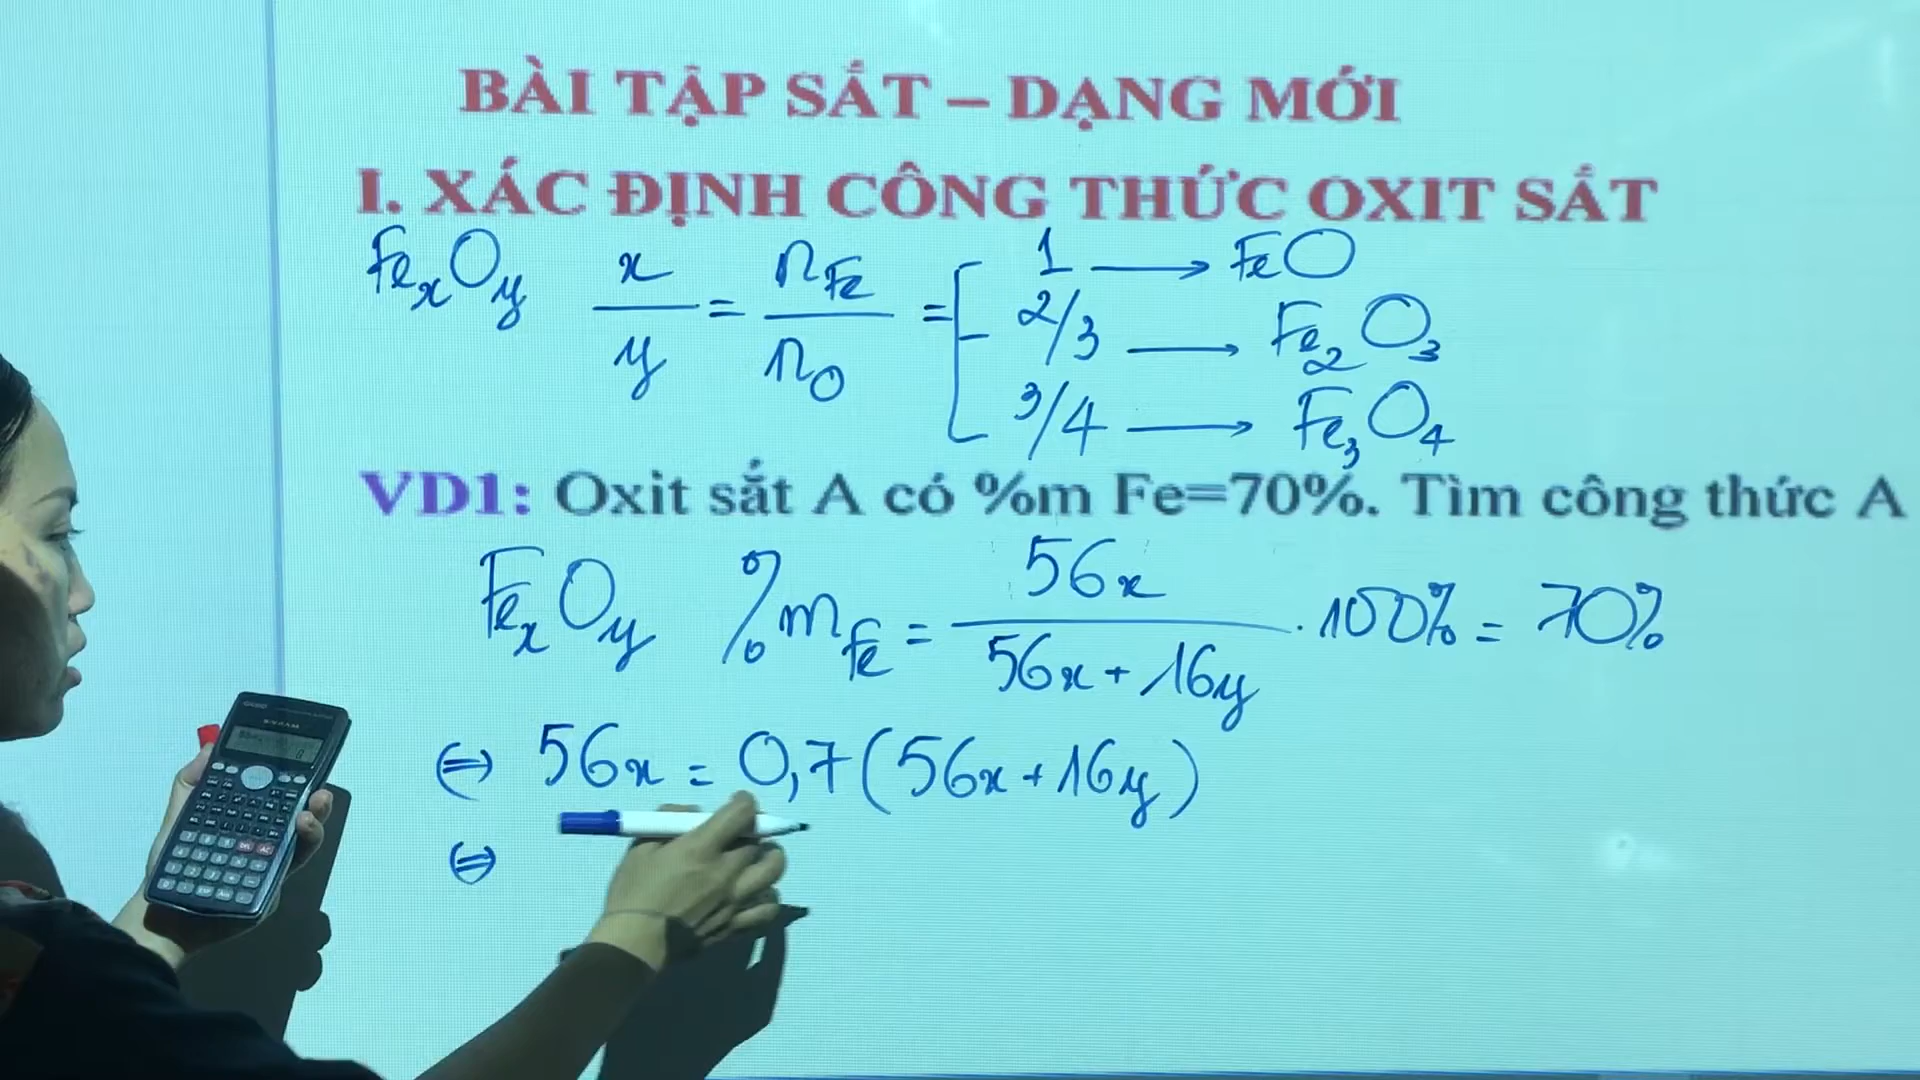 BÀI TẬP SẮT – DẠNG MỚI
I. XÁC ĐỊNH CÔNG THỨC OXIT SẮT
FexOy x/y = nFe/nO = [ 1 → FeO
2/3 → Fe2O3
3/4 → Fe3O4
VD1: Oxit sắt A có %m Fe=70%. Tìm công thức A
FexOy %mFe = 56x/(56x + 16y) . 100% = 70%
⇔ 56x = 0,7(56x + 16y)
⇔
CASIO